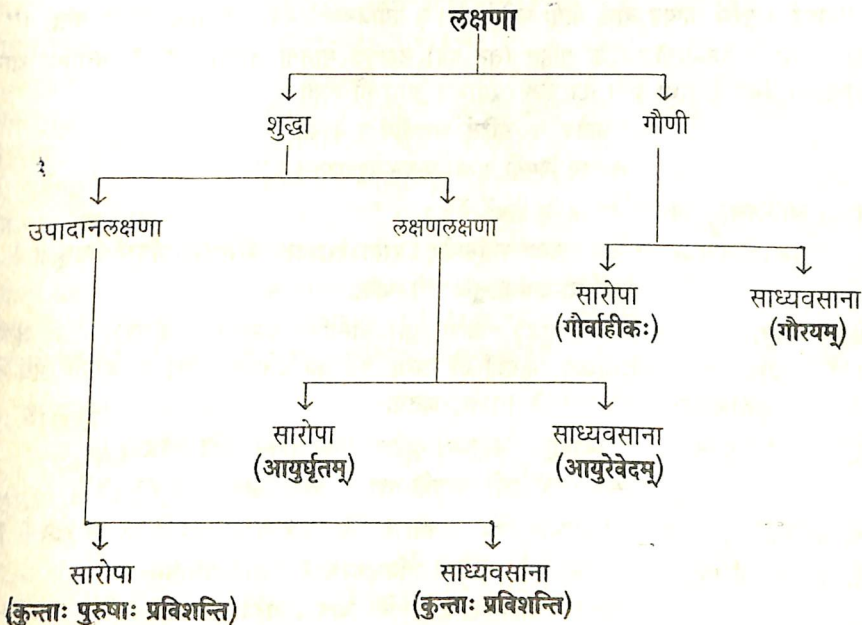 लक्षणा
शुद्धा
गौणी
उपादानलक्षणा
लक्षणलक्षणा
सारोपा
(गौर्वाहीकः)
साध्यवसाना
(गौरयम्)
सारोपा
(आयुर्घृतम्)
साध्यवसाना
(आयुरेवेदम्)
सारोपा
(कुन्ताः पुरुषाः प्रविशन्ति)
साध्यवसाना
(कुन्ताः प्रविशन्ति)